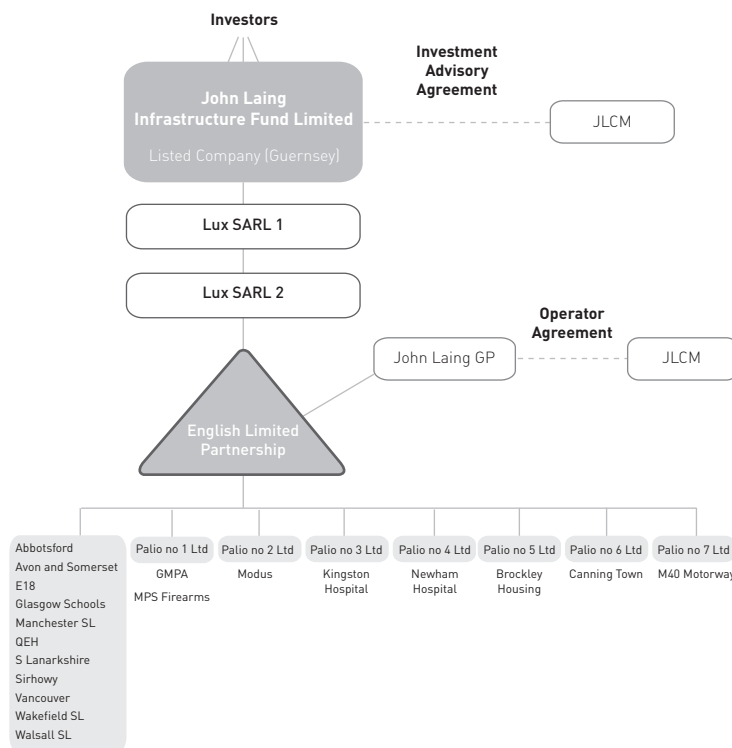 Investors
John Laing
Infrastructure Fund Limited
Listed Company (Guernsey)
Investment
Advisory
Agreement
JLCM
Lux SARL 1
Lux SARL 2
Operator
Agreement
John Laing GP
JLCM
English Limited
Partnership
Abbotsford
Avon and Somerset
E18
Glasgow Schools
Manchester SL
QEH
S Lanarkshire
Sirhowy
Vancouver
Wakefield SL
Walsall SL
Palio no 1 Ltd
GMPA
MPS Firearms
Palio no 2 Ltd
Modus
Palio no 3 Ltd
Kingston
Hospital
Palio no 4 Ltd
Newham
Hospital
Palio no 5 Ltd
Brockley
Housing
Palio no 6 Ltd
Canning Town
Palio no 7 Ltd
M40 Motorway